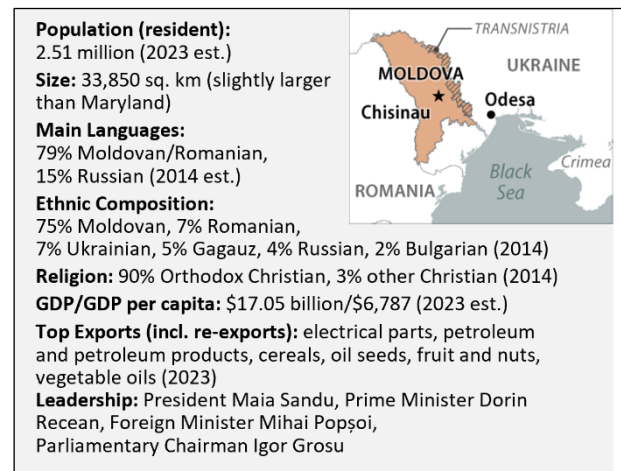 Population (resident):
2.51 million (2023 est.)
Size: 33,850 sq. km (slightly larger
than Maryland)
Main Languages:
79% Moldovan/Romanian,
15% Russian (2014 est.)
Ethnic Composition:
75% Moldovan, 7% Romanian,
7% Ukrainian, 5% Gagauz, 4% Russian, 2% Bulgarian (2014)
Religion: 90% Orthodox Christian, 3% other Christian (2014)
GDP/GDP per capita: $17.05 billion/$6,787 (2023 est.)
Top Exports (incl. re-exports): electrical parts, petroleum
and petroleum products, cereals, oil seeds, fruit and nuts,
vegetable oils (2023)
Leadership: President Maia Sandu, Prime Minister Dorin
Recean, Foreign Minister Mihai Popșoi,
Parliamentary Chairman Igor Grosu
TRANSNISTRIA
UKRAINE
MOLDOVA
Chisinau
Odesa
Black
Sea
Crimea
ROMANIA